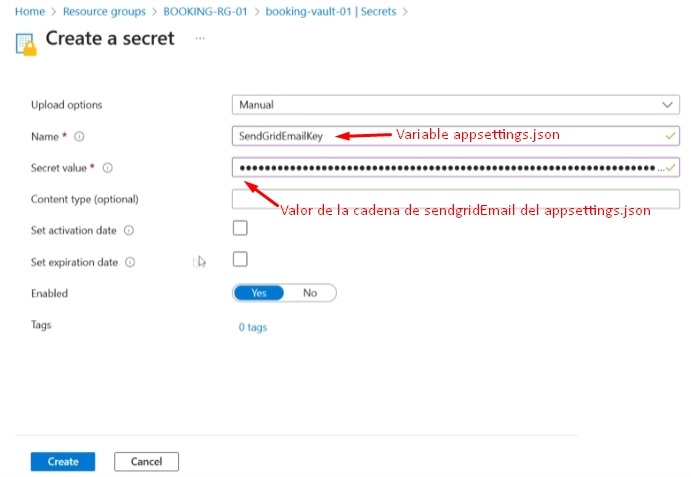 Home > Resource groups > BOOKING-RG-01 > booking-vault-01 | Secrets >
Create a secret ...
Upload options Manual
Name * SendGridEmailKey Variable appsettings.json
Secret value * ●●●●●●●●●●●●●●●●●●●●●●●●●●●●●●●●●●●●●●●●●●●●●●●●●●●●●●●●●●●●●●●●●●●● ...
Content type (optional)
Valor de la cadena de sendgridEmail del appsettings.json
Set activation date
Set expiration date
Enabled Yes No
Tags 0 tags
Create Cancel